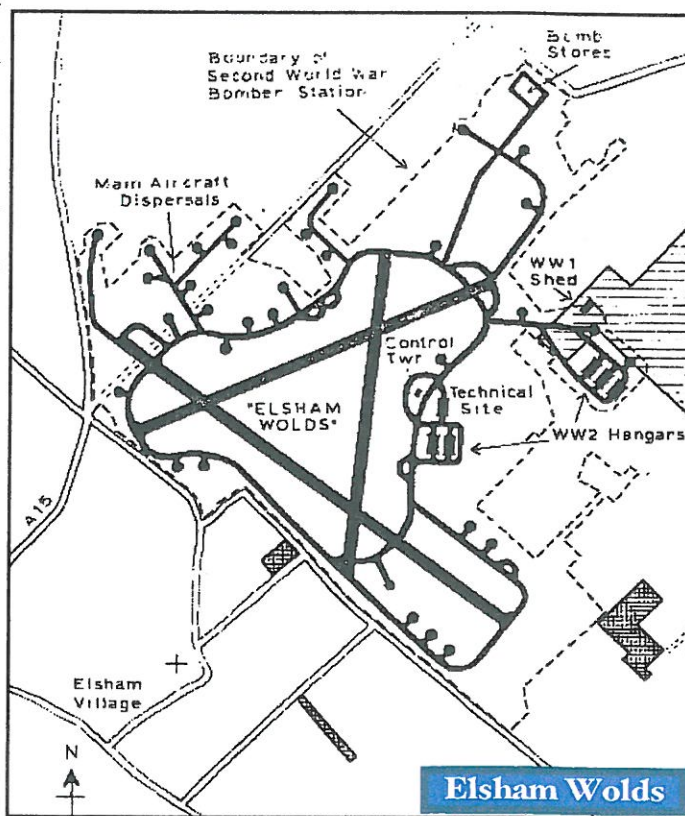 Bomb
Stores
Boundary of
Second World War
Bomber Station
Main Aircraft
Dispersals
WW1
Shed
Control
Twr
Technical
Site
"ELSHAM
WOLDS"
WW2 Hangars
A15
Elsham
Village
N
Elsham Wolds